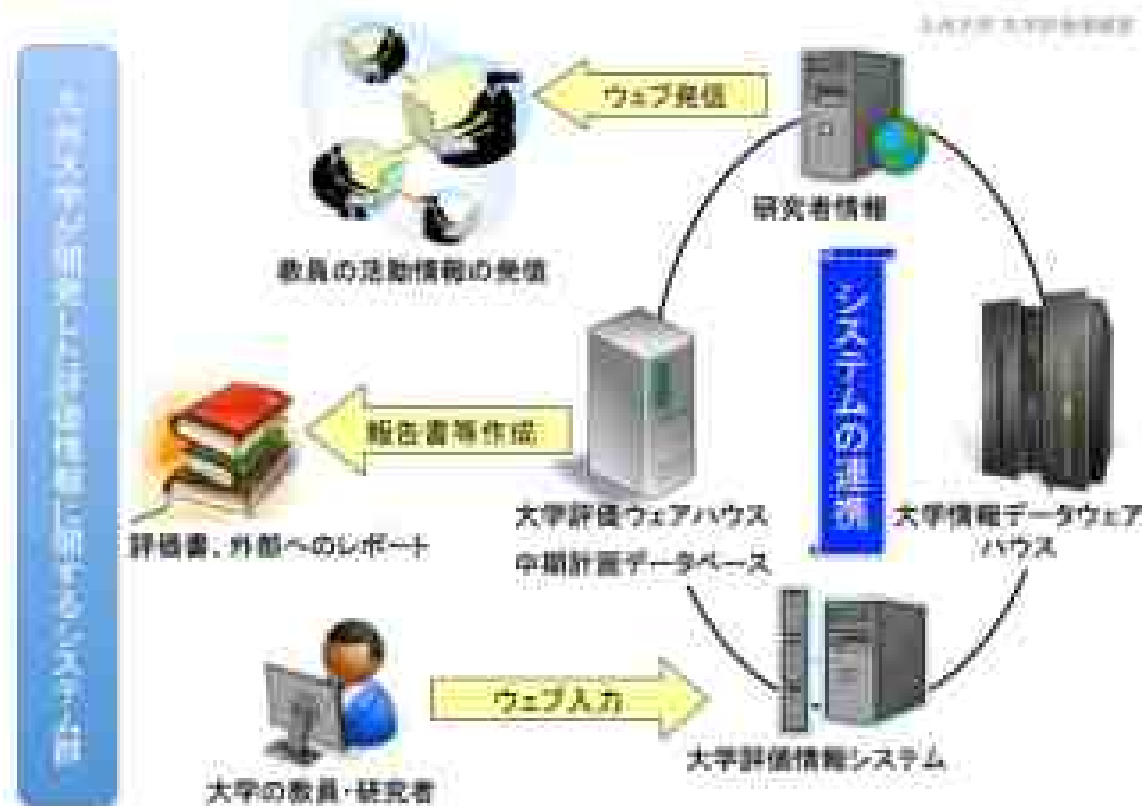 ウェブ発信
研究者情報
教員の活動情報の発信
システムの連携
報告書等作成
大学評価ウェアハウス
中期計画データベース
大学情報データウェア
ハウス
評価書、外部へのレポート
ウェブ入力
大学評価情報システム
大学の教員・研究者